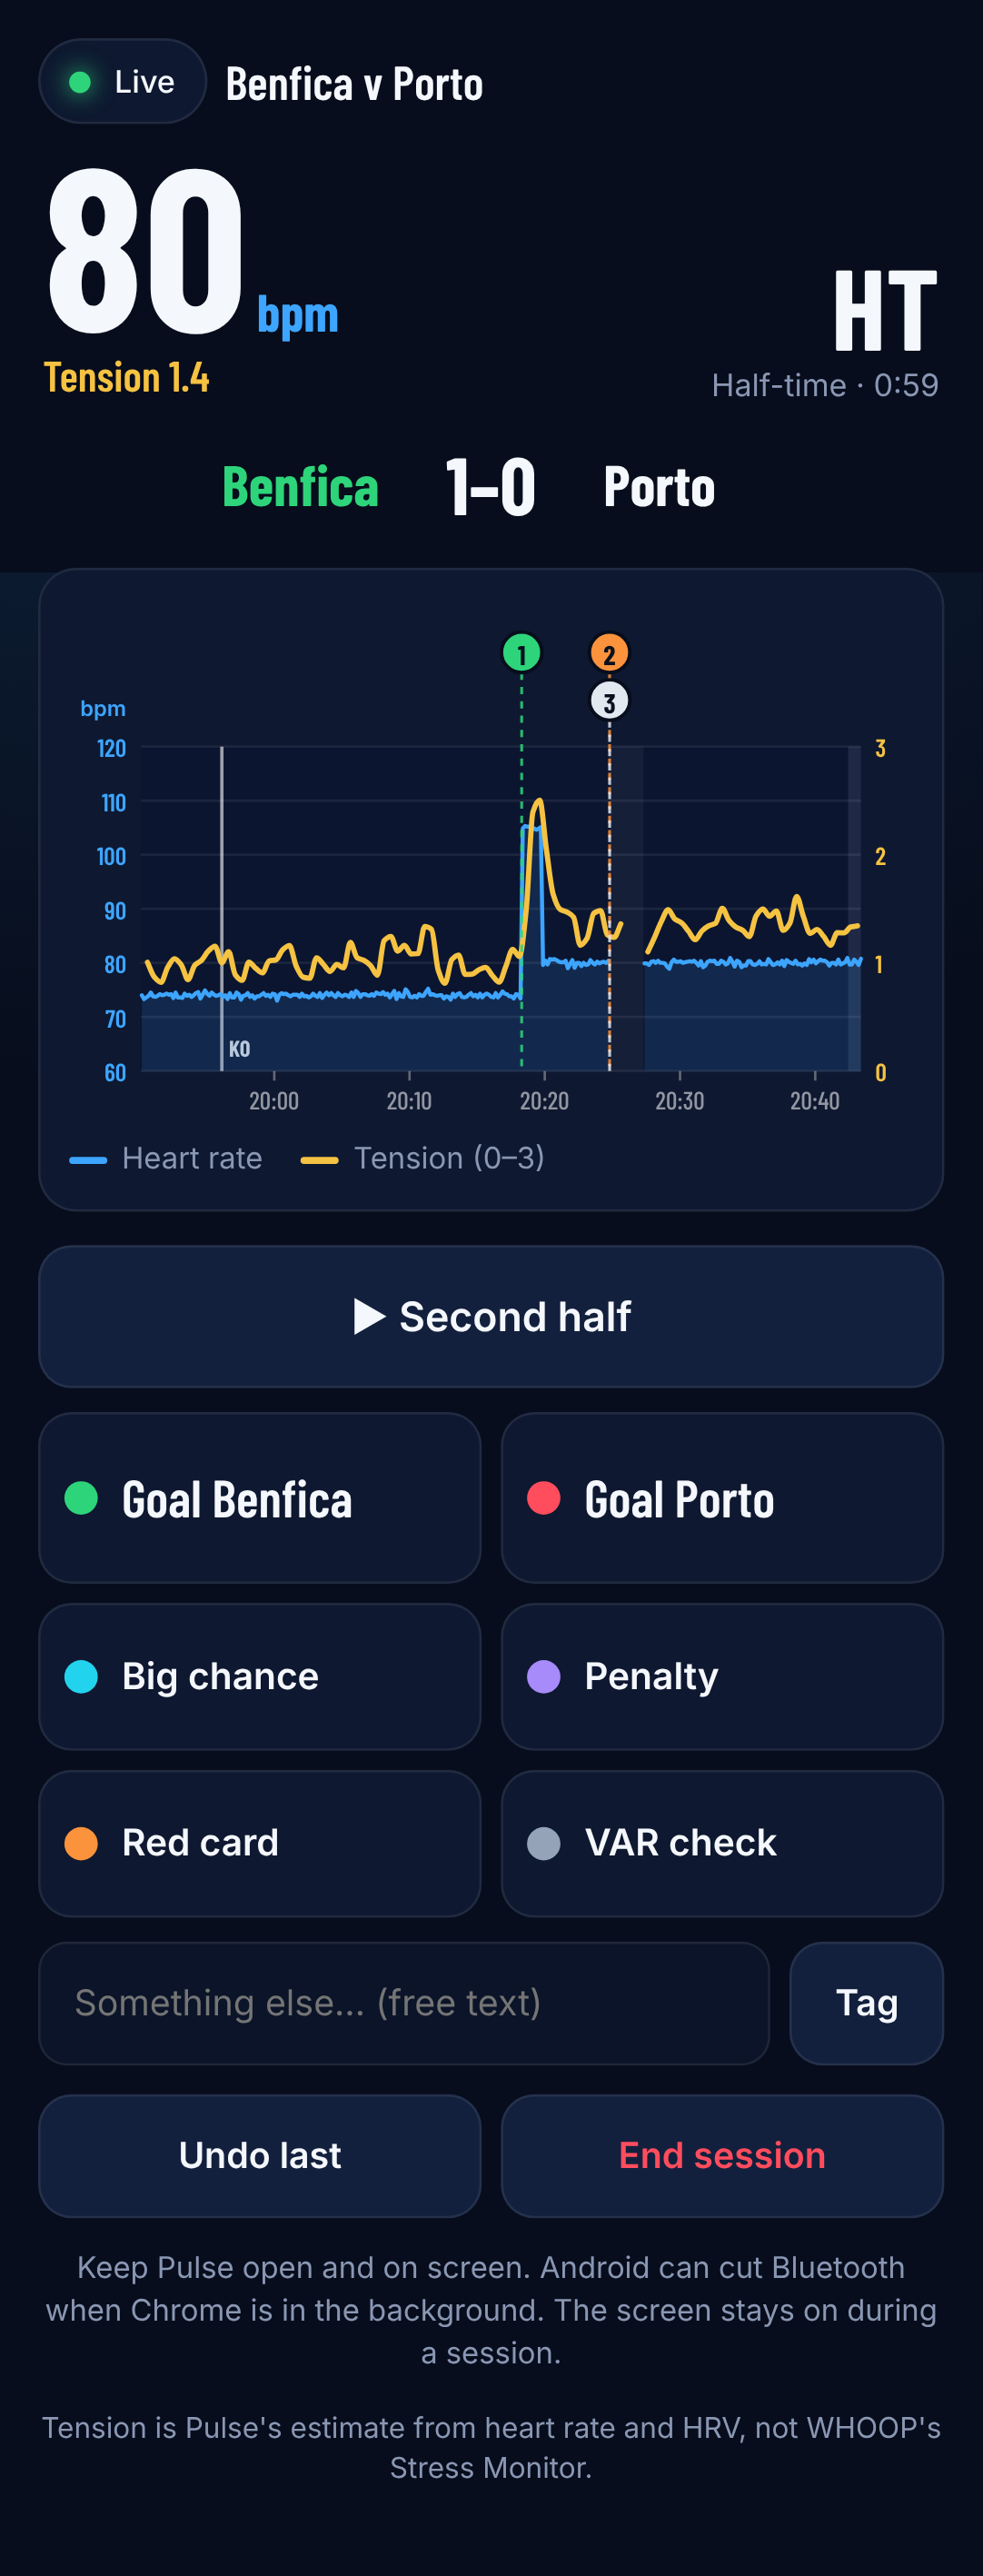 Live Benfica v Porto
80 bpm
Tension 1.4
HT
Half-time · 0:59
Benfica 1–0 Porto
1 2
3
bpm
120 3
110
100 2
90
80 1
70
KO
60 0
20:00 20:10 20:20 20:30 20:40
Heart rate Tension (0–3)
▶ Second half
Goal Benfica Goal Porto
Big chance Penalty
Red card VAR check
Something else... (free text) Tag
Undo last End session
Keep Pulse open and on screen. Android can cut Bluetooth
when Chrome is in the background. The screen stays on during
a session.
Tension is Pulse's estimate from heart rate and HRV, not WHOOP's
Stress Monitor.